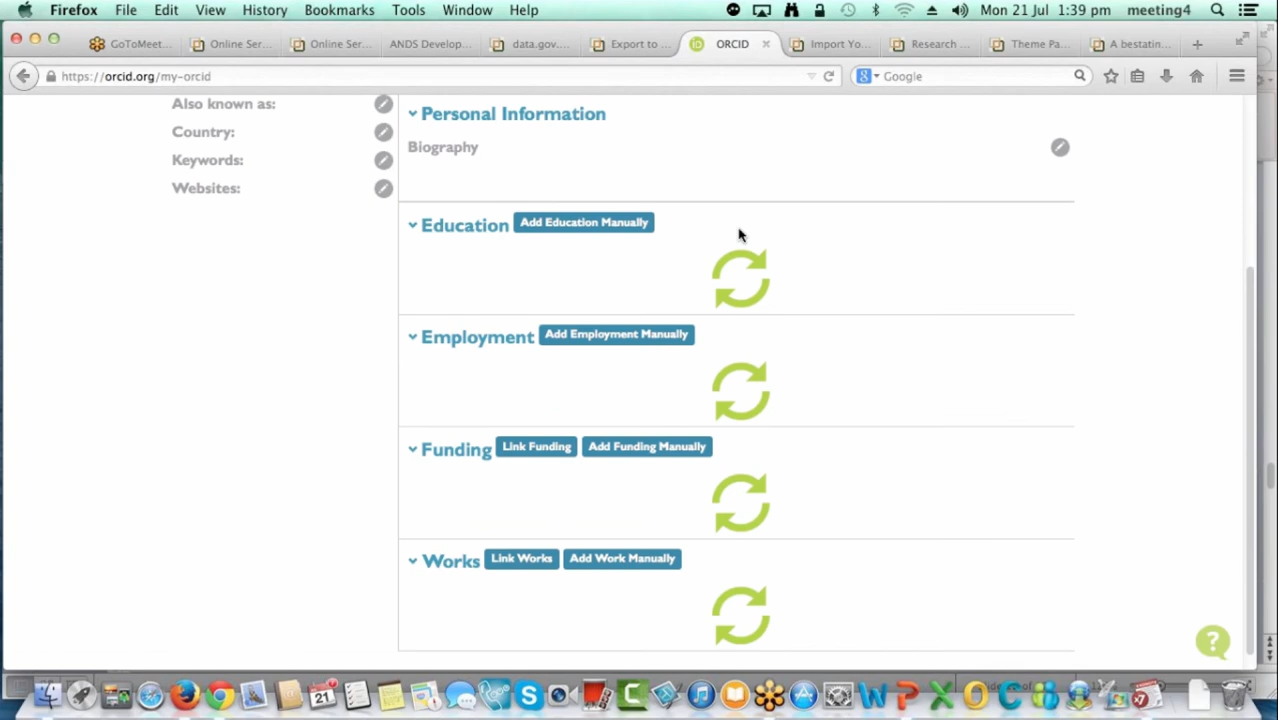 Firefox File Edit View History Bookmarks Tools Window Help Mon 21 Jul 1:39 pm meeting4
GoToMeet... Online Ser... Online Ser... ANDS Develop... data.gov.... Export to ... iD ORCID Import Yo... Research ... Theme Pa... A bestatin...
https://orcid.org/my-orcid Google
Also known as:
Country:
Keywords:
Websites:
Personal Information
Biography
Education Add Education Manually
Employment Add Employment Manually
Funding Link Funding Add Funding Manually
Works Link Works Add Work Manually
?
21